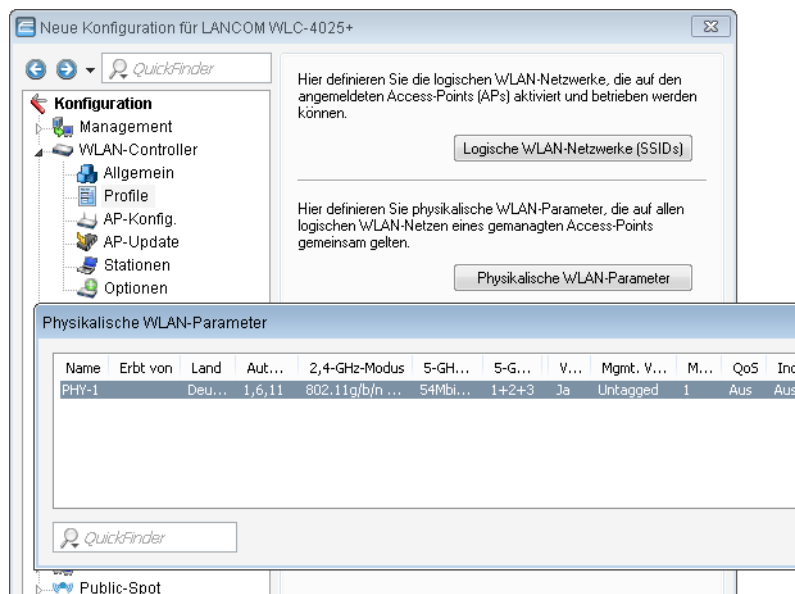 Neue Konfiguration für LANCOM WLC-4025+
QuickFinder
Konfiguration
Management
WLAN-Controller
Allgemein
Profile
AP-Konfig.
AP-Update
Stationen
Optionen
Hier definieren Sie die logischen WLAN-Netzwerke, die auf den
angemeldeten Access-Points (APs) aktiviert und betrieben werden
können.
Logische WLAN-Netzwerke (SSIDs)
Hier definieren Sie physikalische WLAN-Parameter, die auf allen
logischen WLAN-Netzen eines gemanagten Access-Points
gemeinsam gelten.
Physikalische WLAN-Parameter
Physikalische WLAN-Parameter
Name Erbt von Land Aut... 2,4-GHz-Modus 5-GH... 5-G... V... Mgmt. V... M... QoS Ind
PHY-1 Deu... 1,6,11 802.11g/b/n ... 54Mbi... 1+2+3 Ja Untagged 1 Aus Aus
QuickFinder
Public-Spot